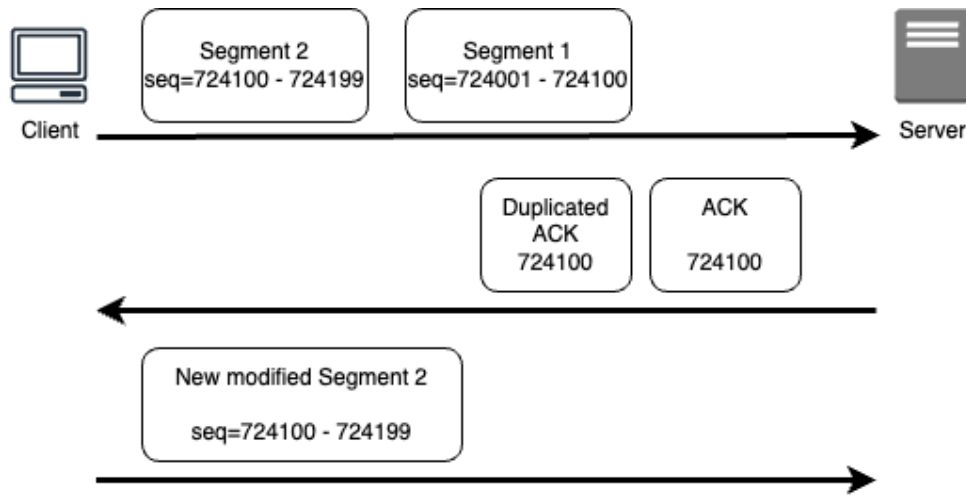 Segment 2
seq=724100 - 724199
Segment 1
seq=724001 - 724100
Client
Server
Duplicated
ACK
724100
ACK
724100
New modified Segment 2
seq=724100 - 724199